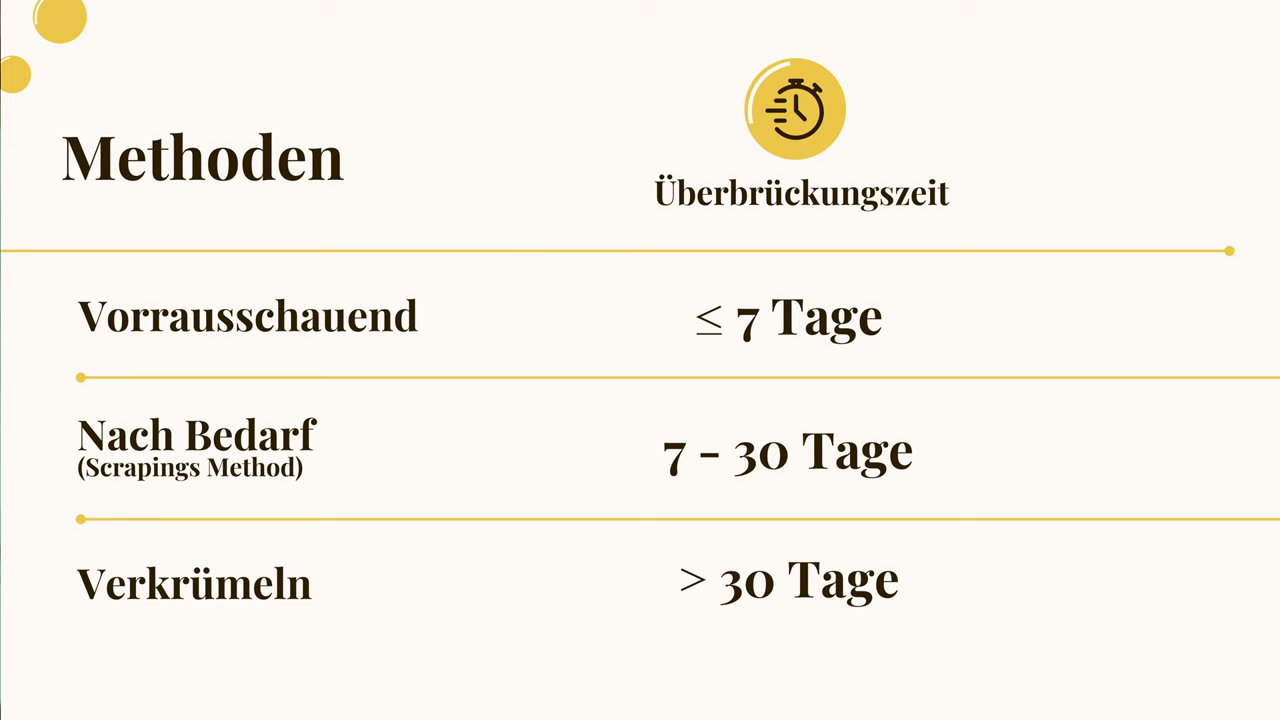 Methoden
Überbrückungszeit
Vorrausschauend
≤ 7 Tage
Nach Bedarf
(Scrapings Method)
7 - 30 Tage
Verkrümeln
> 30 Tage